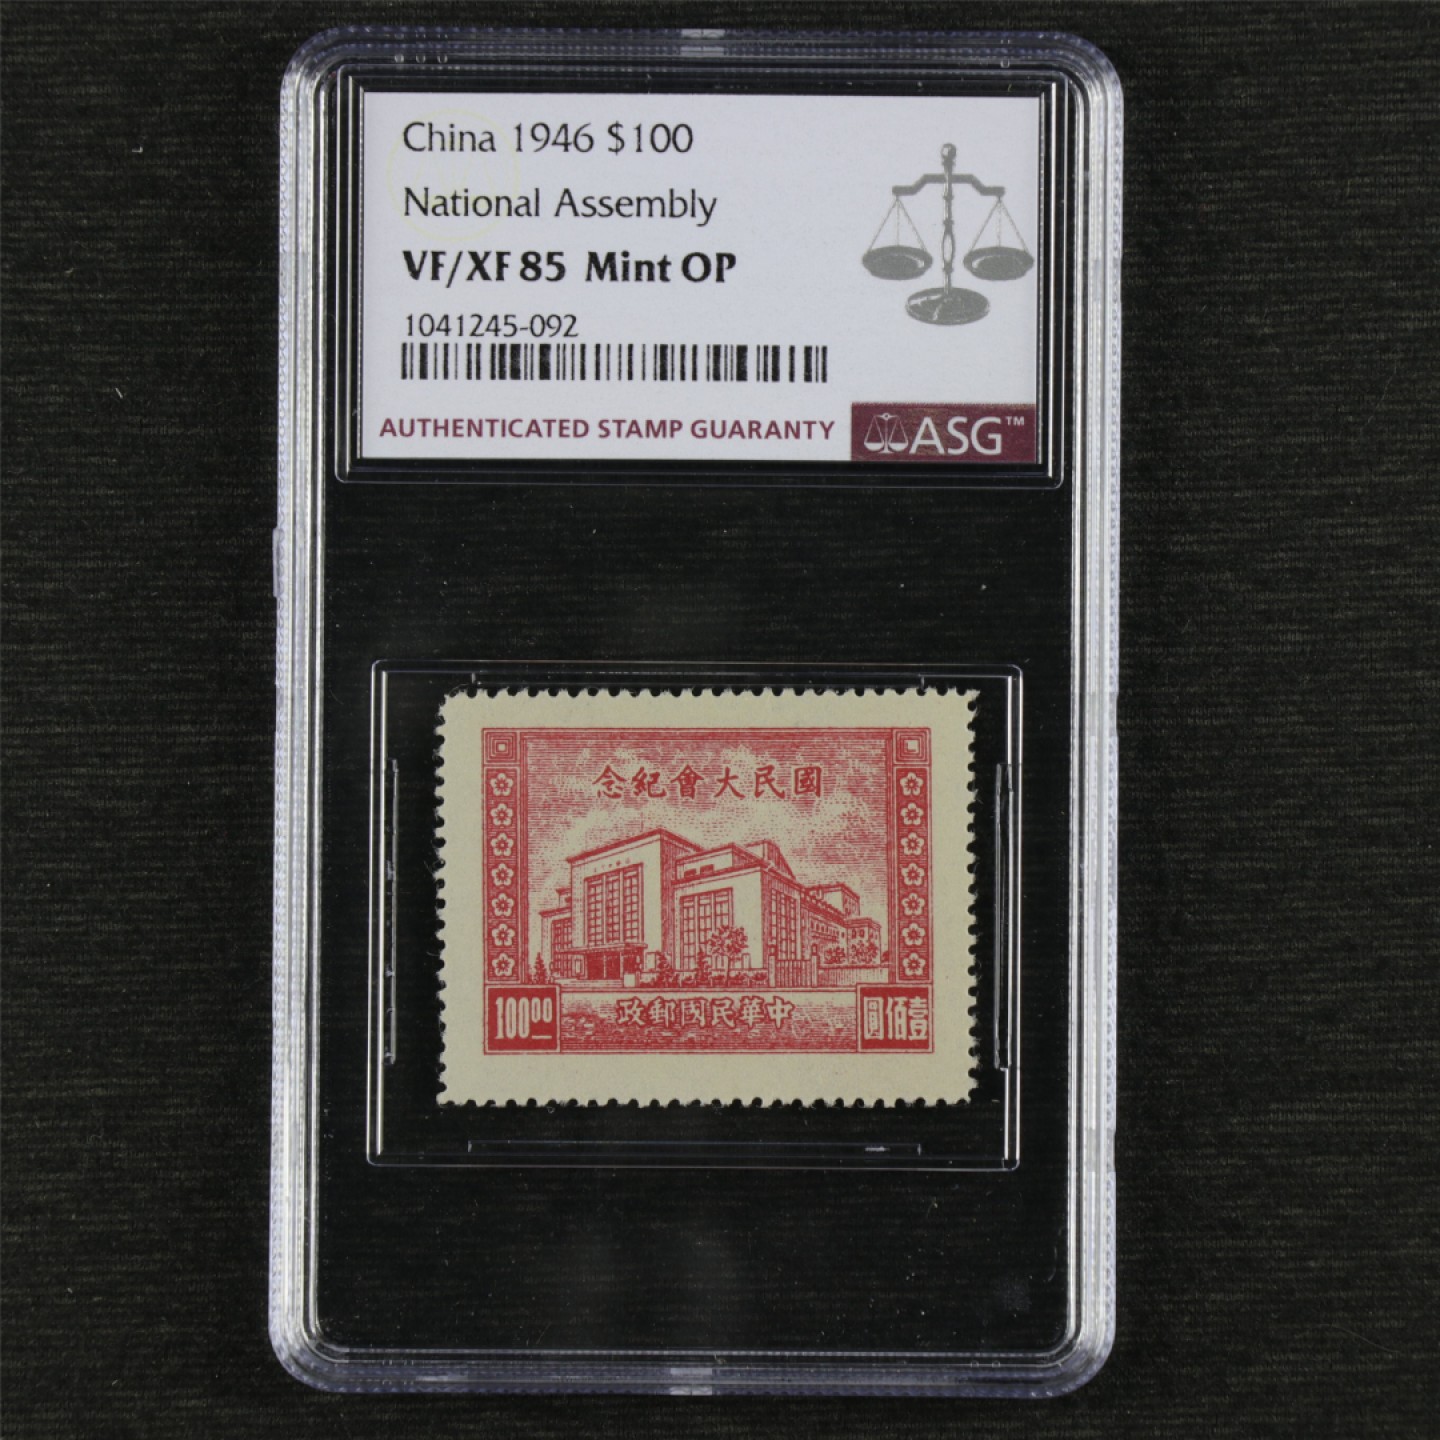 China 1946 $100
National Assembly
VF/XF 85 Mint OP
1041245-092
AUTHENTICATED STAMP GUARANTY
ASG™
念紀會大民國
100.00
政郵國民華中
圓佰壹